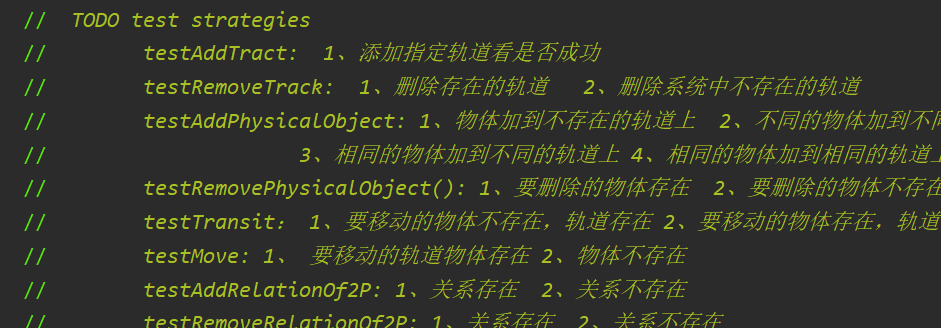 // TODO test strategies
// testAddTract: 1、添加指定轨道看是否成功
// testRemoveTrack: 1、删除存在的轨道 2、删除系统中不存在的轨道
// testAddPhysicalObject: 1、物体加到不存在的轨道上 2、不同的物体加到不同
// 3、相同的物体加到不同的轨道上 4、相同的物体加到相同的轨道上
// testRemovePhysicalObject(): 1、要删除的物体存在 2、要删除的物体不存在
// testTransit: 1、要移动的物体不存在，轨道存在 2、要移动的物体存在，轨道
// testMove: 1、 要移动的轨道物体存在 2、物体不存在
// testAddRelationOf2P: 1、关系存在 2、关系不存在
// testRemoveRelationOf2P: 1、关系存在 2、关系不存在